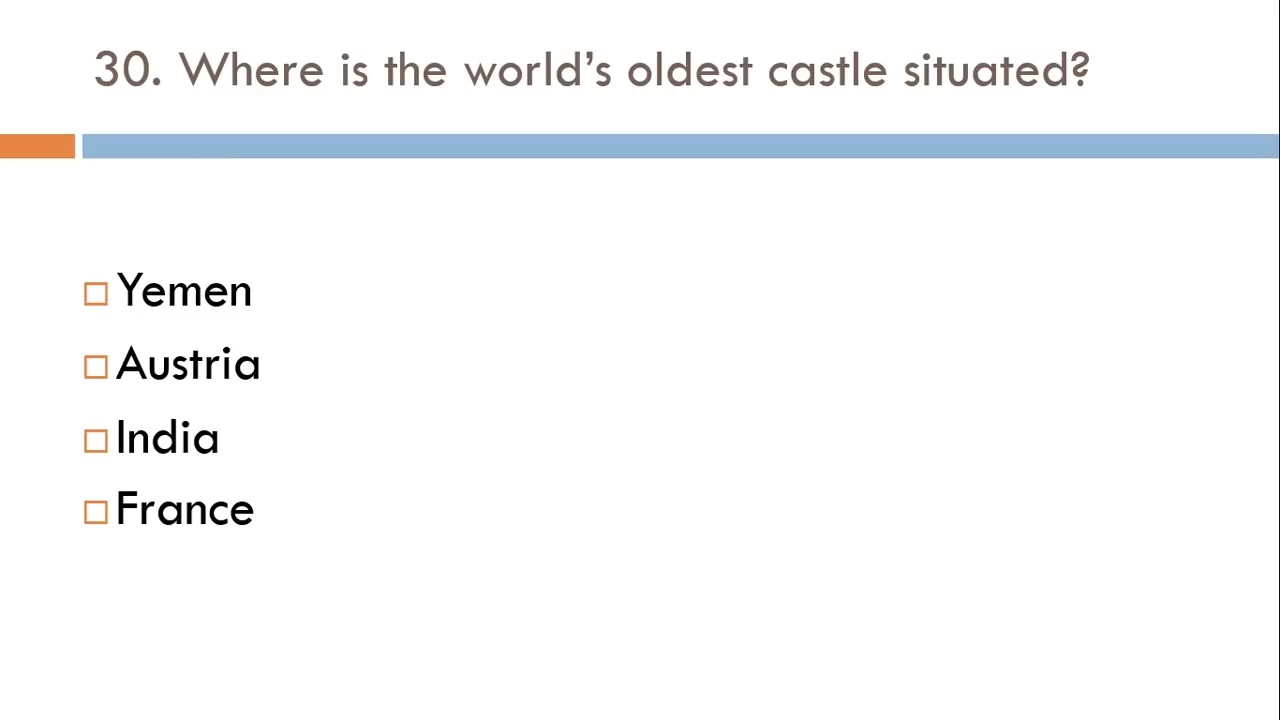 30. Where is the world’s oldest castle situated?
Yemen
Austria
India
France